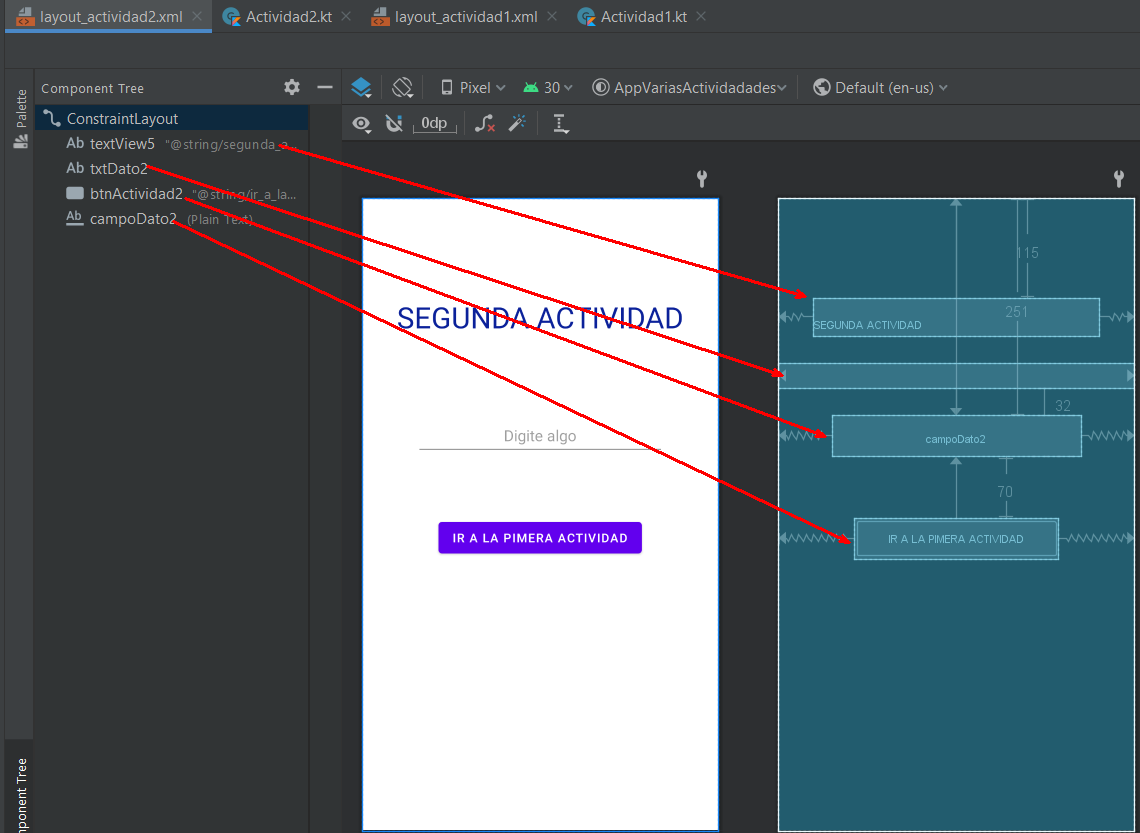 layout_actividad2.xml Actividad2.kt layout_actividad1.xml Actividad1.kt
Palette
Component Tree Pixel 30 AppVariasActividadades Default (en-us)
ConstraintLayout 0dp
Ab textView5 "@string/segunda_a...
Ab txtDato2
btnActividad2 "@string/ir_a_la...
Ab campoDato2 (Plain Text)
115
SEGUNDA ACTIVIDAD 251
SEGUNDA ACTIVIDAD
32
Digite algo campoDato2
70
IR A LA PIMERA ACTIVIDAD IR A LA PIMERA ACTIVIDAD
ponent Tree